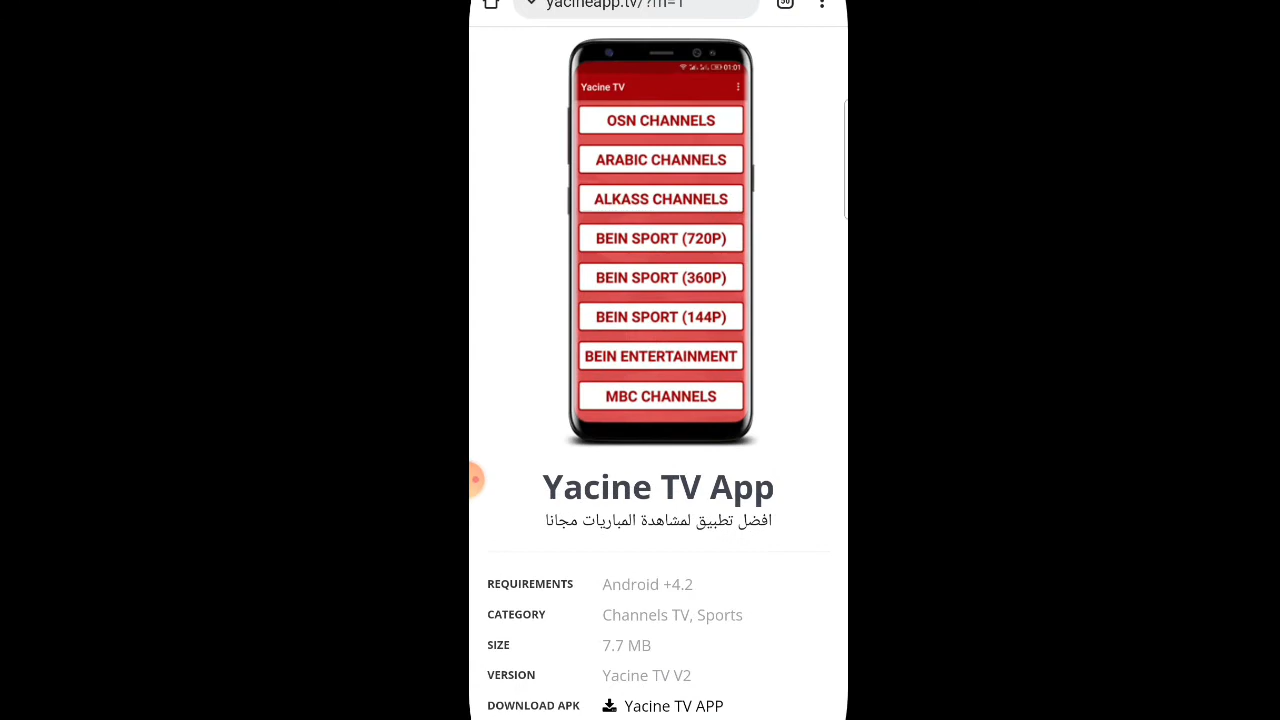 yacineapp.tv/?m=1
01:01
Yacine TV
OSN CHANNELS
ARABIC CHANNELS
ALKASS CHANNELS
BEIN SPORT (720P)
BEIN SPORT (360P)
BEIN SPORT (144P)
BEIN ENTERTAINMENT
MBC CHANNELS
Yacine TV App
افضل تطبيق لمشاهدة المباريات مجانا
REQUIREMENTS Android +4.2
CATEGORY Channels TV, Sports
SIZE 7.7 MB
VERSION Yacine TV V2
DOWNLOAD APK Yacine TV APP